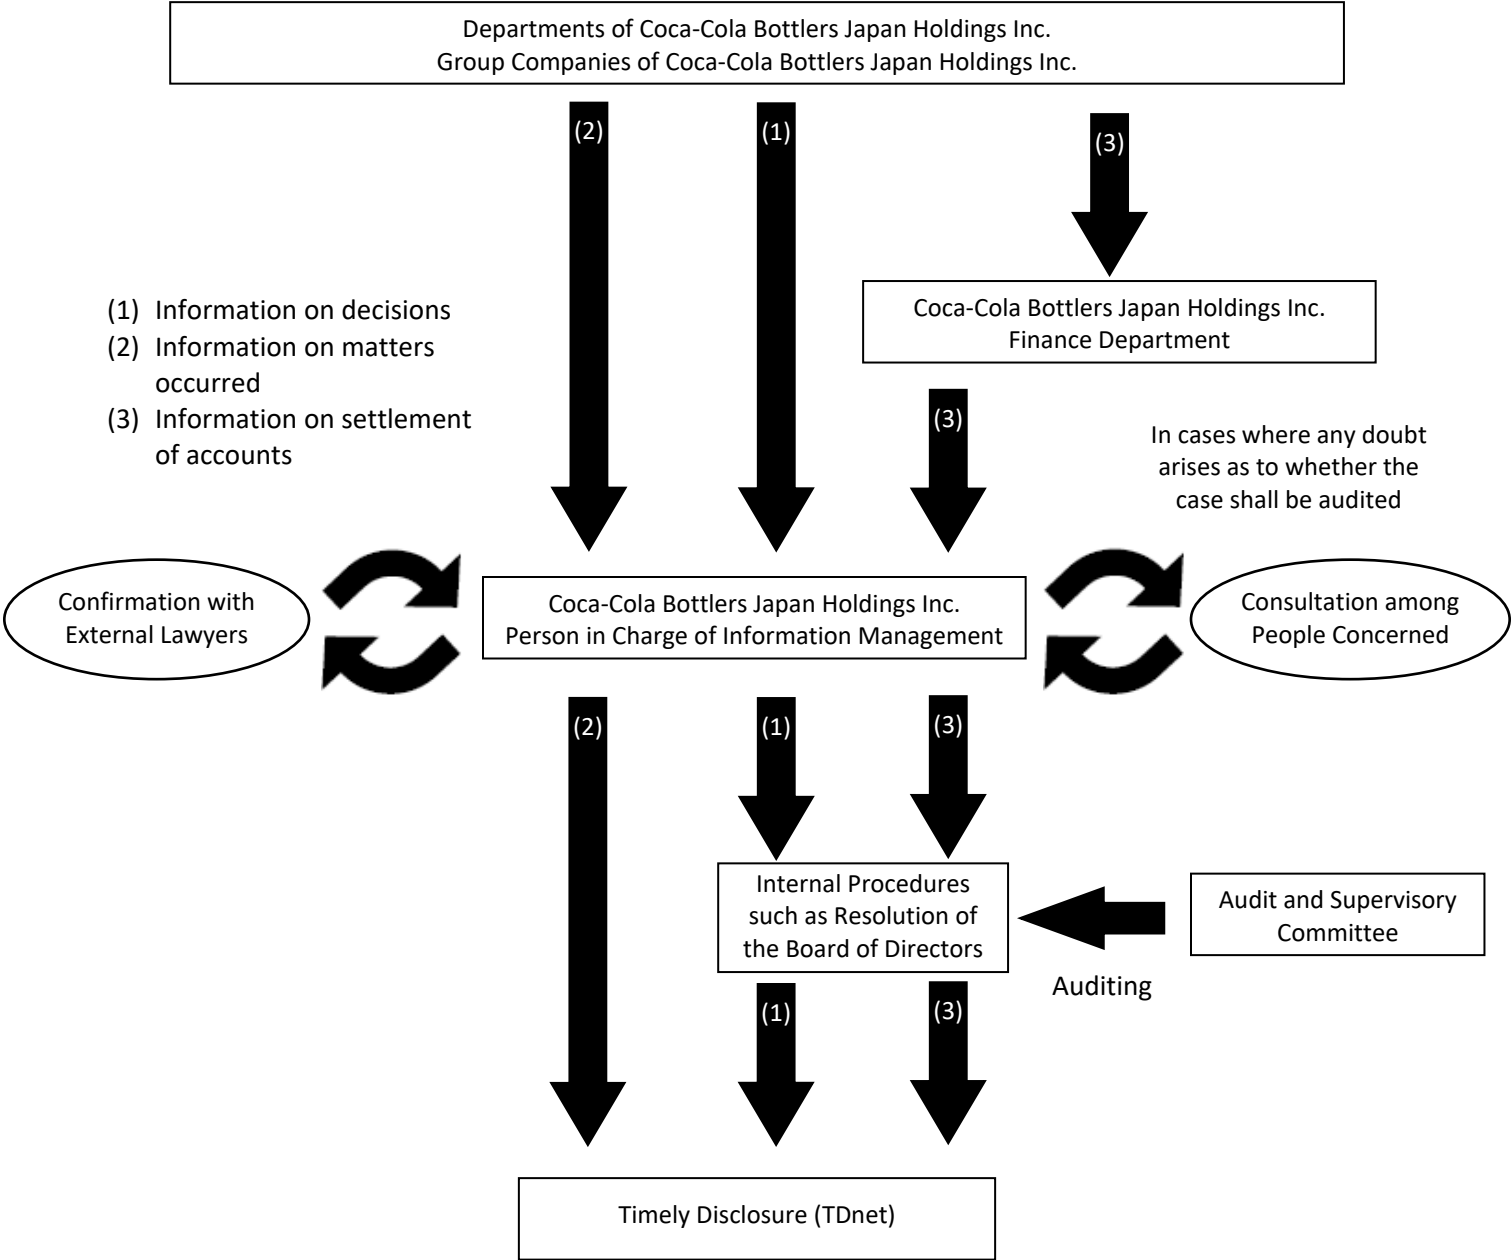 Departments of Coca-Cola Bottlers Japan Holdings Inc.
Group Companies of Coca-Cola Bottlers Japan Holdings Inc.
(2)
(1)
(3)
(1) Information on decisions
(2) Information on matters
occurred
(3) Information on settlement
of accounts
Coca-Cola Bottlers Japan Holdings Inc.
Finance Department
(3)
In cases where any doubt
arises as to whether the
case shall be audited
Confirmation with
External Lawyers
Coca-Cola Bottlers Japan Holdings Inc.
Person in Charge of Information Management
Consultation among
People Concerned
(2)
(1)
(3)
Internal Procedures
such as Resolution of
the Board of Directors
Audit and Supervisory
Committee
Auditing
(1)
(3)
Timely Disclosure (TDnet)